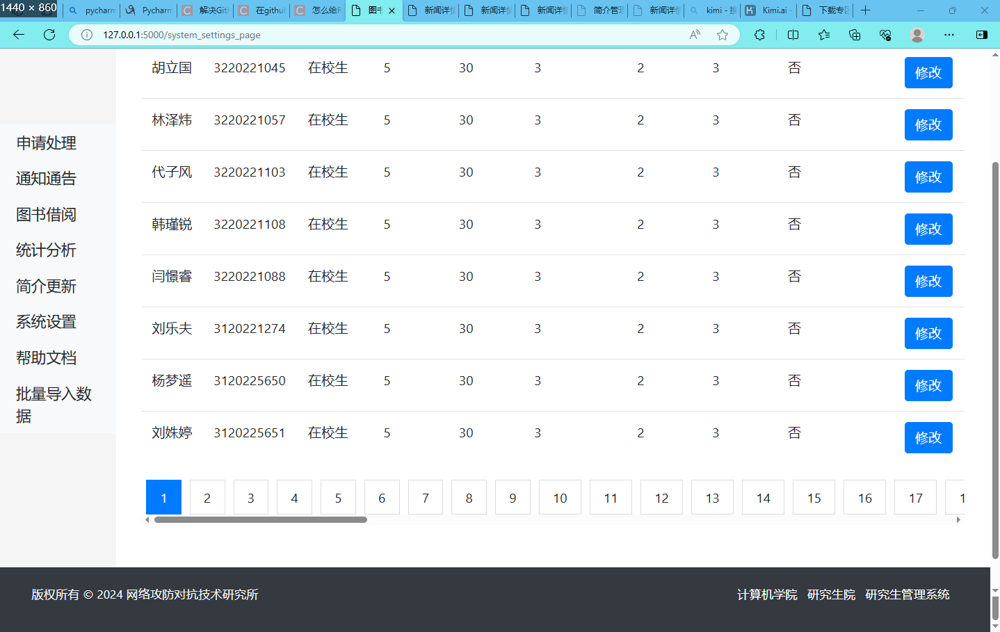 1440 × 860
pycharm
Pycharm
解决Git
在github
怎么给R
图书
新闻详情
新闻详情
新闻详情
简介管理
新闻详情
kimi - 搜
Kimi.ai -
下载专区
127.0.0.1:5000/system_settings_page
胡立国 3220221045 在校生 5 30 3 2 3 否 修改
林泽炜 3220221057 在校生 5 30 3 2 3 否 修改
代子风 3220221103 在校生 5 30 3 2 3 否 修改
韩瑾锐 3220221108 在校生 5 30 3 2 3 否 修改
闫憬睿 3220221088 在校生 5 30 3 2 3 否 修改
刘乐夫 3120221274 在校生 5 30 3 2 3 否 修改
杨梦遥 3120225650 在校生 5 30 3 2 3 否 修改
刘姝婷 3120225651 在校生 5 30 3 2 3 否 修改
申请处理
通知通告
图书借阅
统计分析
简介更新
系统设置
帮助文档
批量导入数
据
1 2 3 4 5 6 7 8 9 10 11 12 13 14 15 16 17 1
版权所有 © 2024 网络攻防对抗技术研究所
计算机学院 研究生院 研究生管理系统